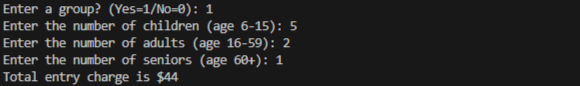 Enter a group? (Yes=1/No=0): 1
Enter the number of children (age 6-15): 5
Enter the number of adults (age 16-59): 2
Enter the number of seniors (age 60+): 1
Total entry charge is $44